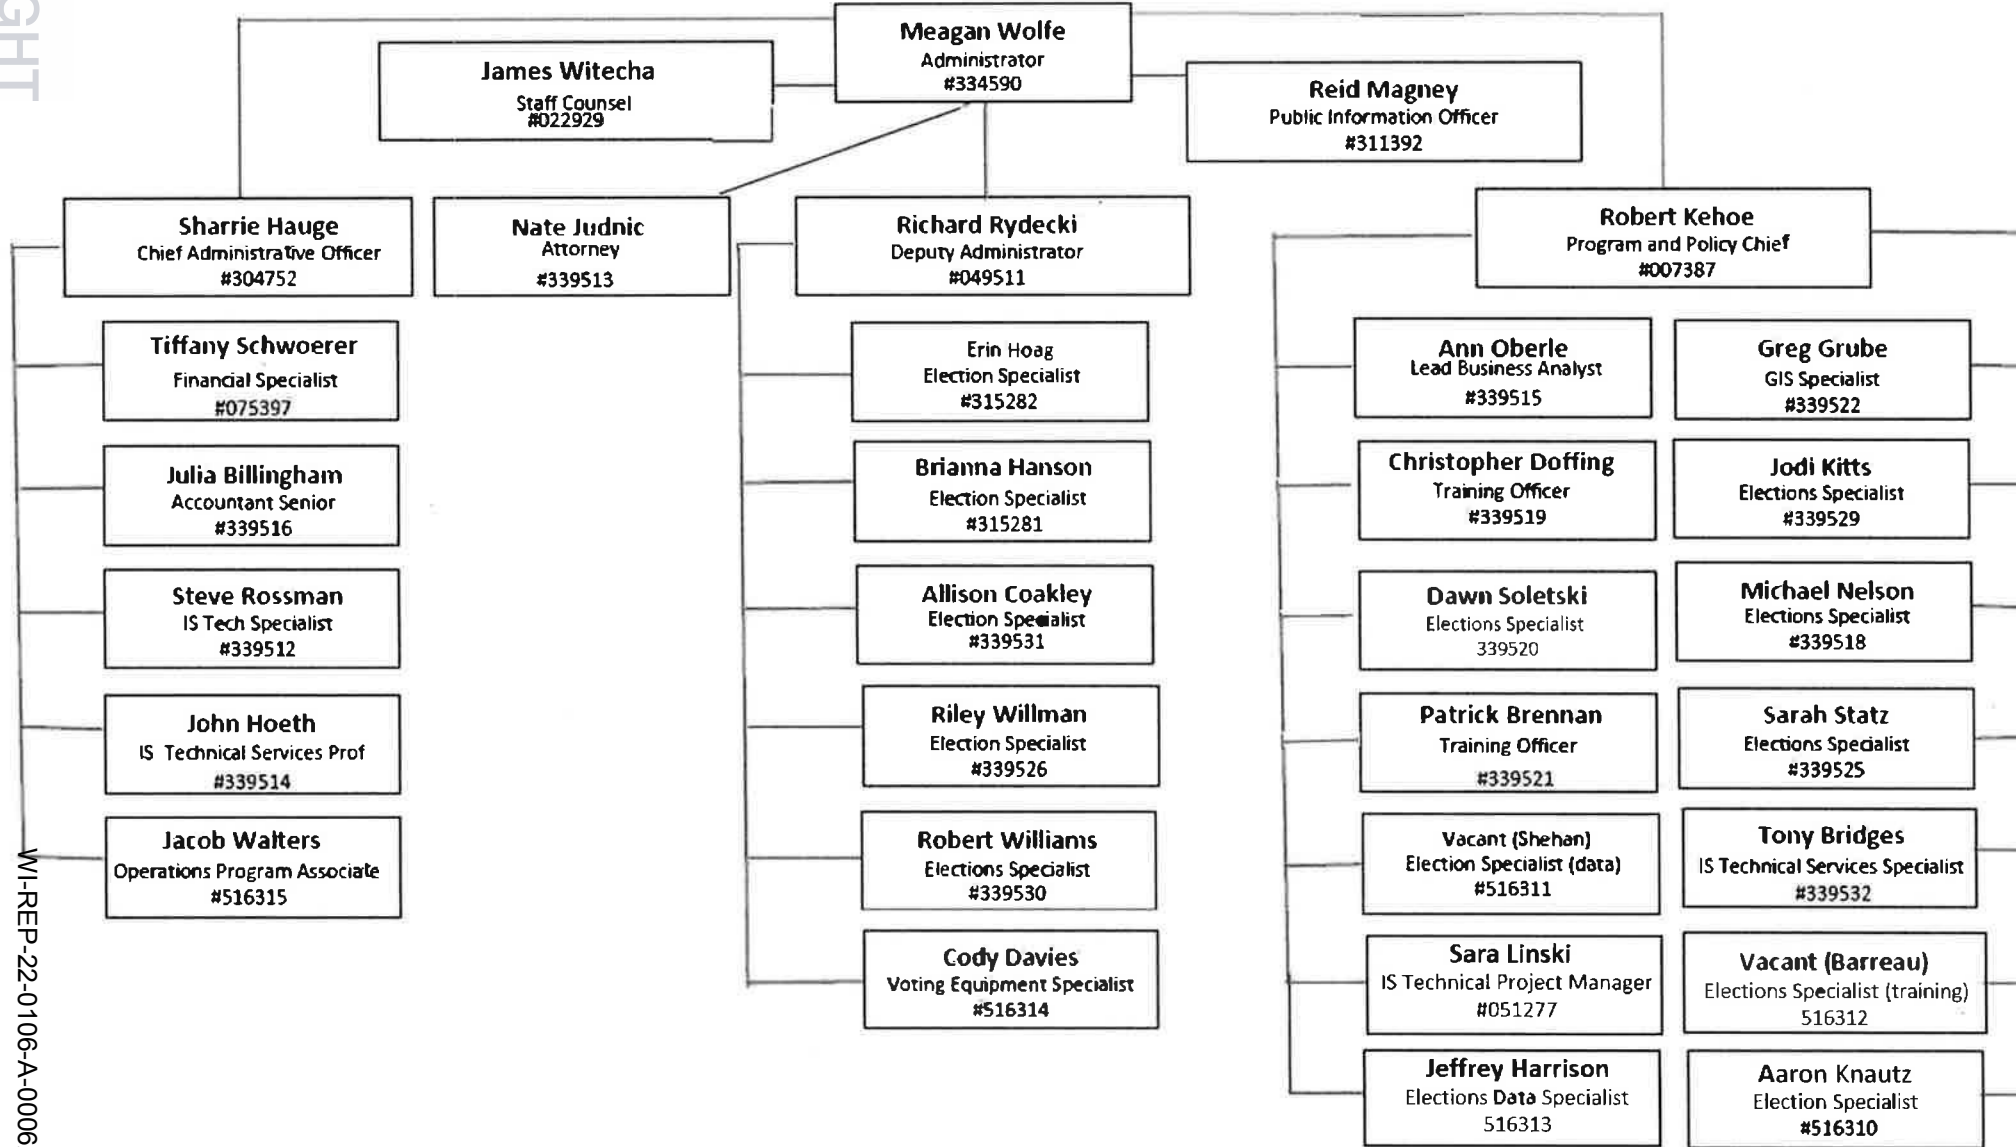 GHT
Meagan Wolfe
Administrator
#334590
James Witecha
Staff Counsel
#022929
Reid Magney
Public Information Officer
#311392
Sharrie Hauge
Chief Administrative Officer
#304752
Nate Judnic
Attorney
#339513
Richard Rydecki
Deputy Administrator
#049511
Robert Kehoe
Program and Policy Chief
#007387
Tiffany Schwoerer
Financial Specialist
#075397
Julia Billingham
Accountant Senior
#339516
Steve Rossman
IS Tech Specialist
#339512
John Hoeth
IS Technical Services Prof
#339514
Jacob Walters
Operations Program Associate
#516315
Erin Hoag
Election Specialist
#315282
Brianna Hanson
Election Specialist
#315281
Allison Coakley
Election Specialist
#339531
Riley Willman
Election Specialist
#339526
Robert Williams
Elections Specialist
#339530
Cody Davies
Voting Equipment Specialist
#516314
Ann Oberle
Lead Business Analyst
#339515
Christopher Doffing
Training Officer
#339519
Dawn Soletski
Elections Specialist
339520
Patrick Brennan
Training Officer
#339521
Vacant (Shehan)
Election Specialist (data)
#516311
Sara Linski
IS Technical Project Manager
#051277
Jeffrey Harrison
Elections Data Specialist
516313
Greg Grube
GIS Specialist
#339522
Jodi Kitts
Elections Specialist
#339529
Michael Nelson
Elections Specialist
#339518
Sarah Statz
Elections Specialist
#339525
Tony Bridges
IS Technical Services Specialist
#339532
Vacant (Barreau)
Elections Specialist (training)
516312
Aaron Knautz
Election Specialist
#516310
WI-REP-22-0106-A-0006